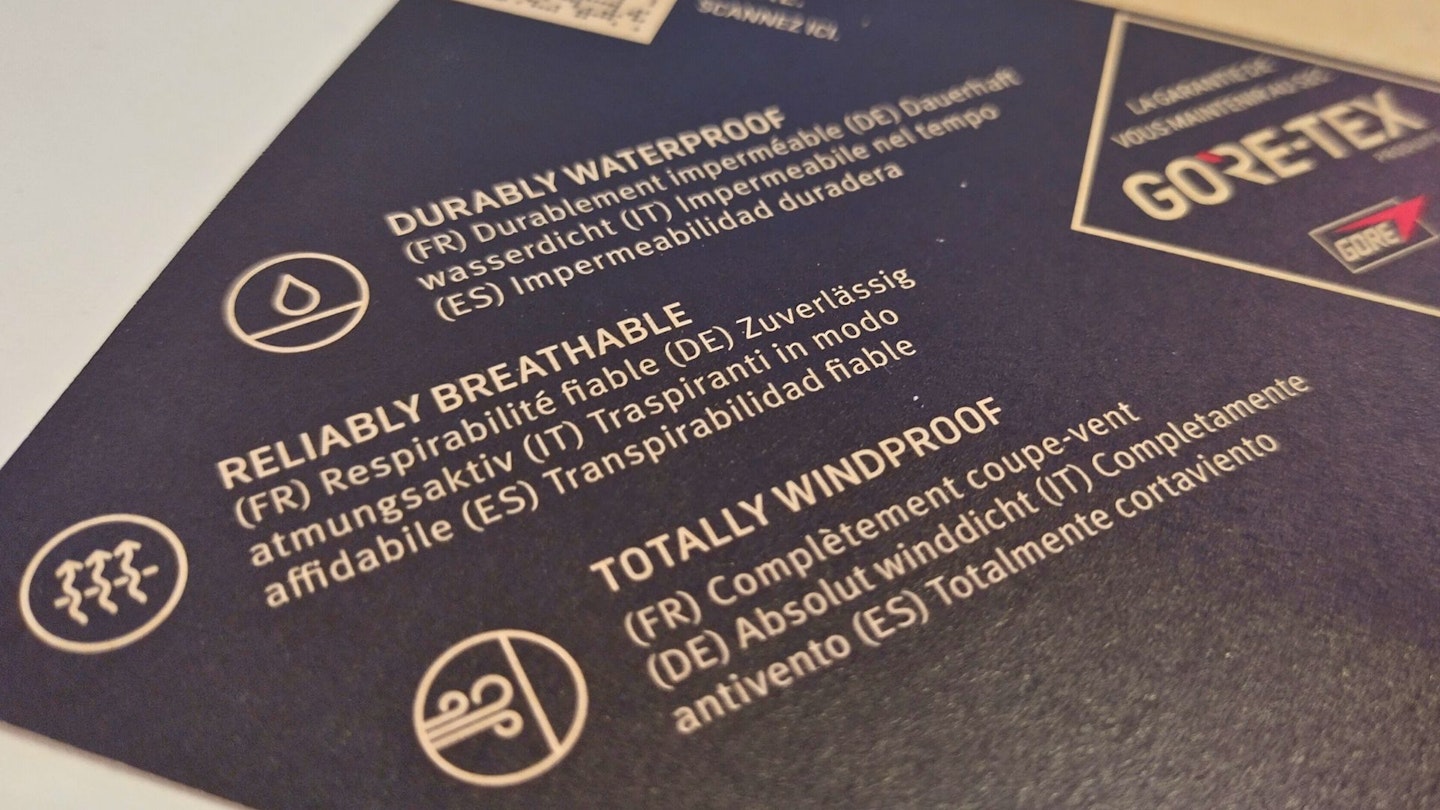 SCANNEZ ICI.
DURABLY WATERPROOF
(FR) Durablement imperméable (DE) Dauerhaft
wasserdicht (IT) Impermeabile nel tempo
(ES) Impermeabilidad duradera
RELIABLY BREATHABLE
(FR) Respirabilité fiable (DE) Zuverlässig
atmungsaktiv (IT) Traspiranti in modo
affidabile (ES) Transpirabilidad fiable
TOTALLY WINDPROOF
(FR) Complètement coupe-vent
(DE) Absolut winddicht (IT) Completamente
antivento (ES) Totalmente cortaviento
LA GARANTIE DE
VOUS MAINTENIR AU SEC
GORE-TEX
GORE